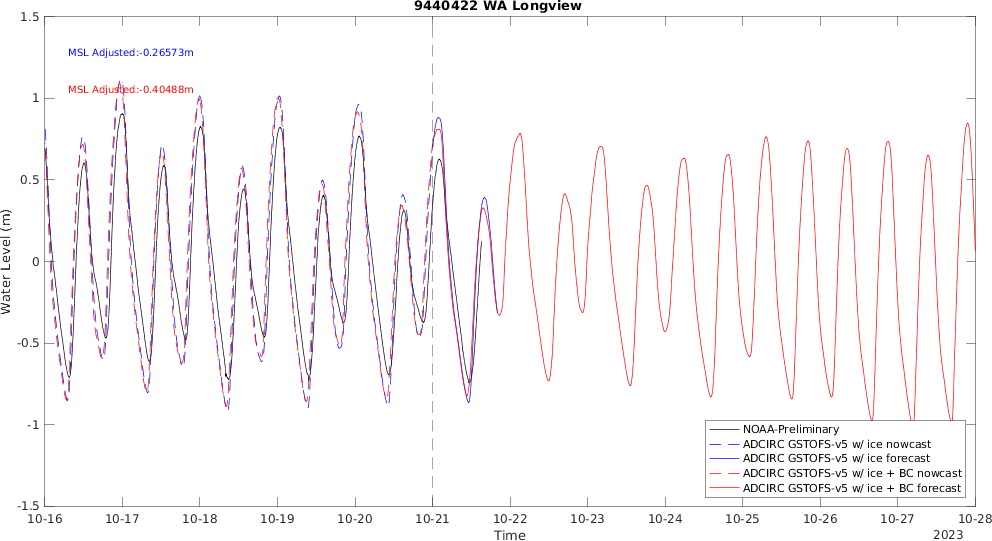 9440422 WA Longview
MSL Adjusted:-0.26573m
MSL Adjusted:-0.40488m
Water Level (m)
1.5
1
0.5
0
-0.5
-1
-1.5
NOAA-Preliminary
ADCIRC GSTOFS-v5 w/ ice nowcast
ADCIRC GSTOFS-v5 w/ ice forecast
ADCIRC GSTOFS-v5 w/ ice + BC nowcast
ADCIRC GSTOFS-v5 w/ ice + BC forecast
10-16 10-17 10-18 10-19 10-20 10-21 10-22 10-23 10-24 10-25 10-26 10-27 10-28
Time
2023